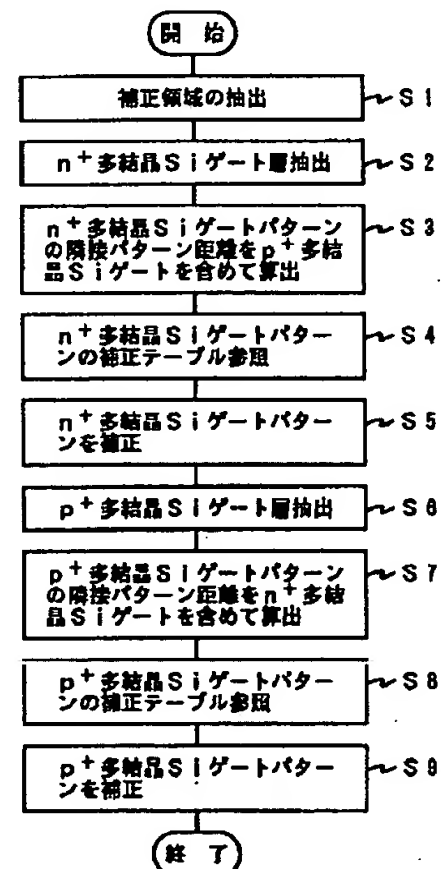 開 始
補正領域の抽出 S1
n+多結晶Siゲート層抽出 S2
n+多結晶Siゲートパターン S3
の隣接パターン距離をp+多結
晶Siゲートを含めて算出
n+多結晶Siゲートパター S4
ンの補正テーブル参照
n+多結晶Siゲートパター S5
ンを補正
p+多結晶Siゲート層抽出 S6
p+多結晶Siゲートパターン S7
の隣接パターン距離をn+多結
晶Siゲートを含めて算出
p+多結晶Siゲートパター S8
ンの補正テーブル参照
p+多結晶Siゲートパター S9
ンを補正
終 了